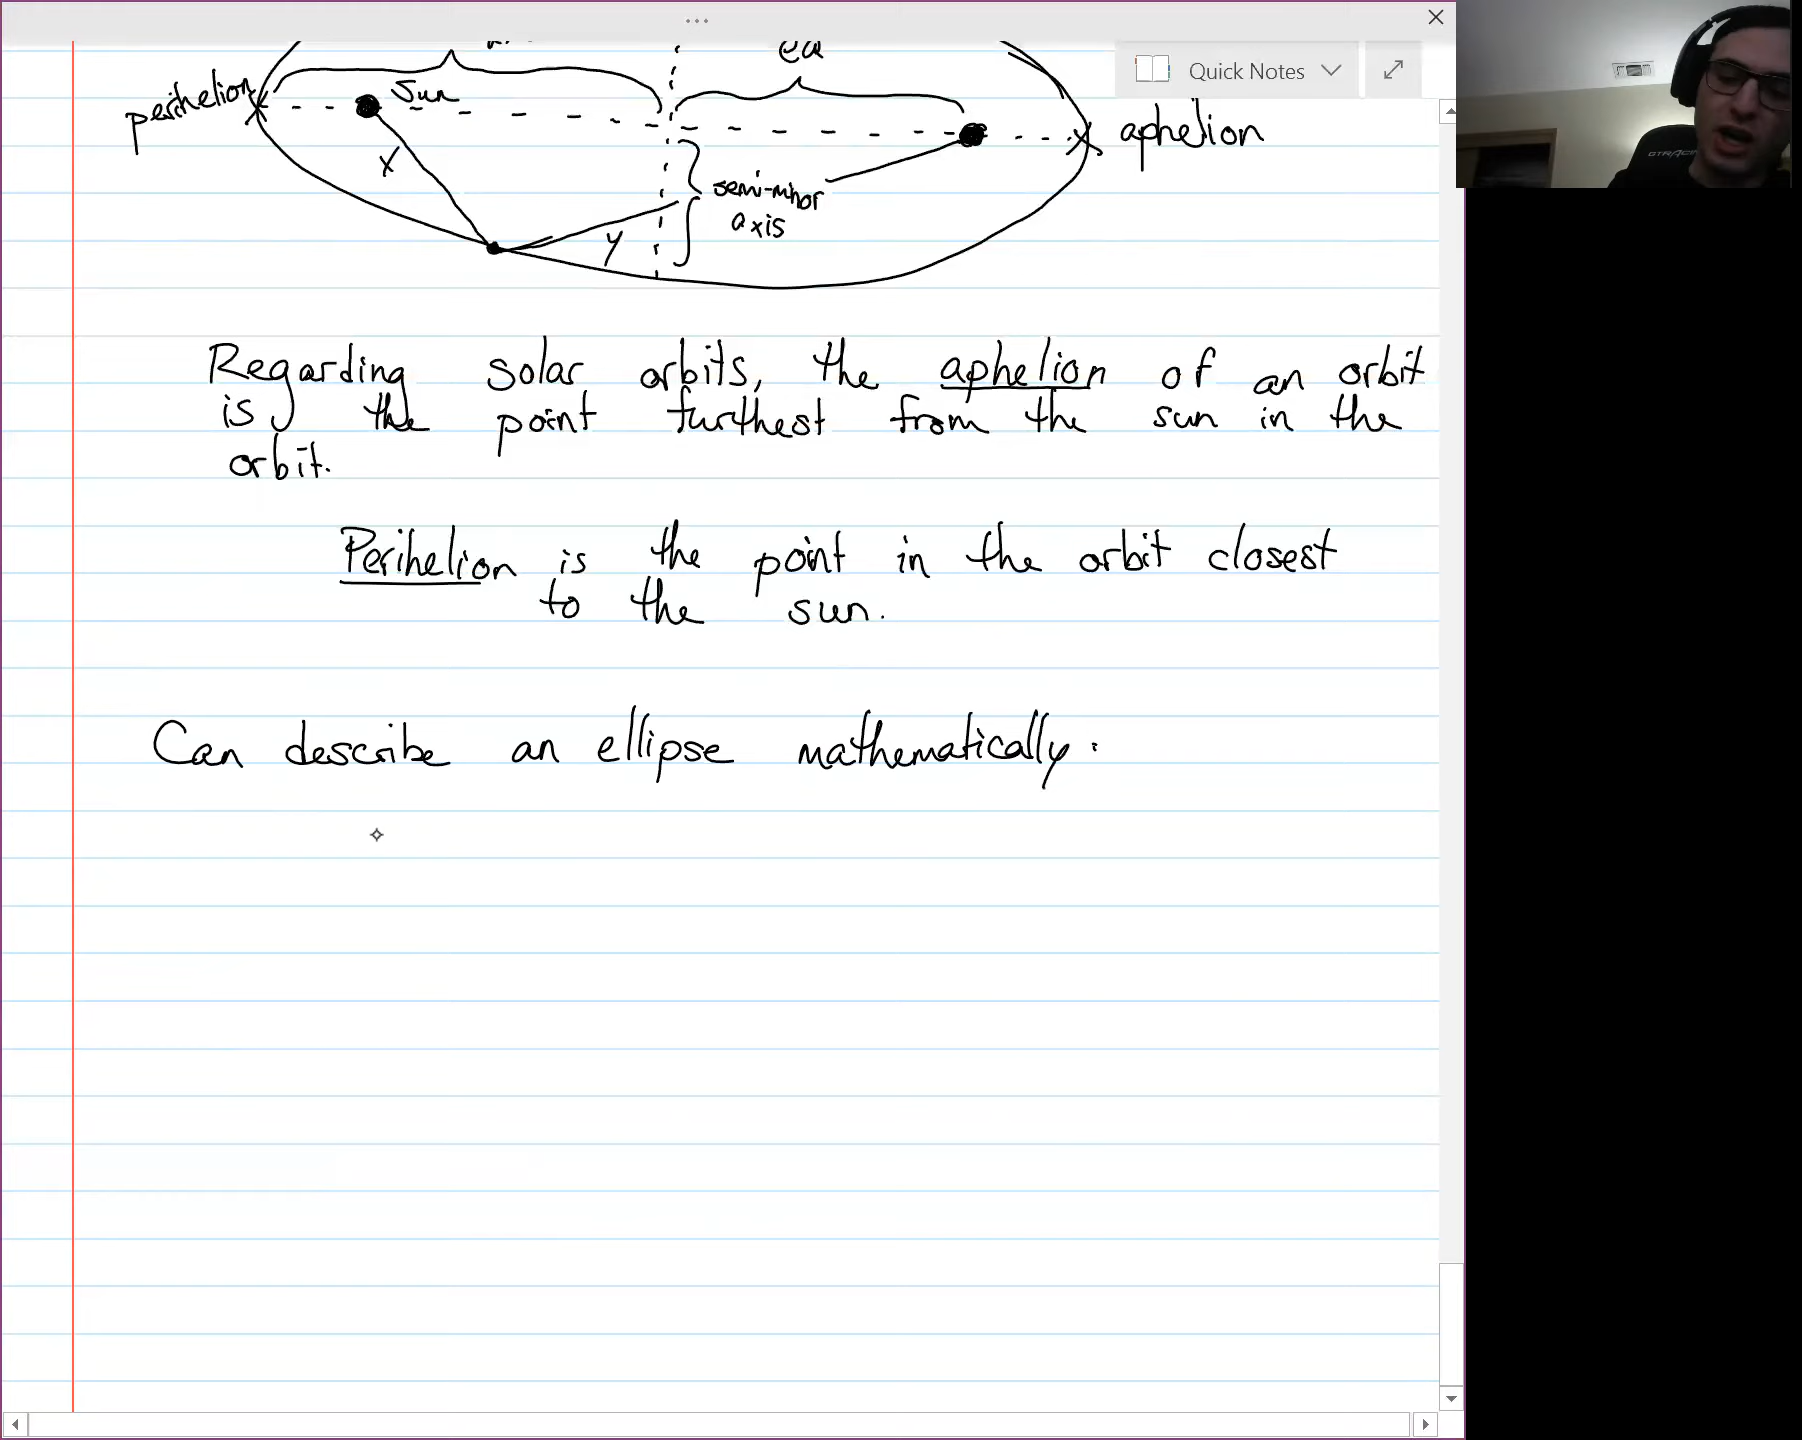 ea
Quick Notes
perihelion
Sun
aphelion
x
semi-minor
axis
y
Regarding solar orbits, the aphelion of an orbit
is the point furthest from the sun in the
orbit.
Perihelion is the point in the orbit closest
to the sun.
Can describe an ellipse mathematically: